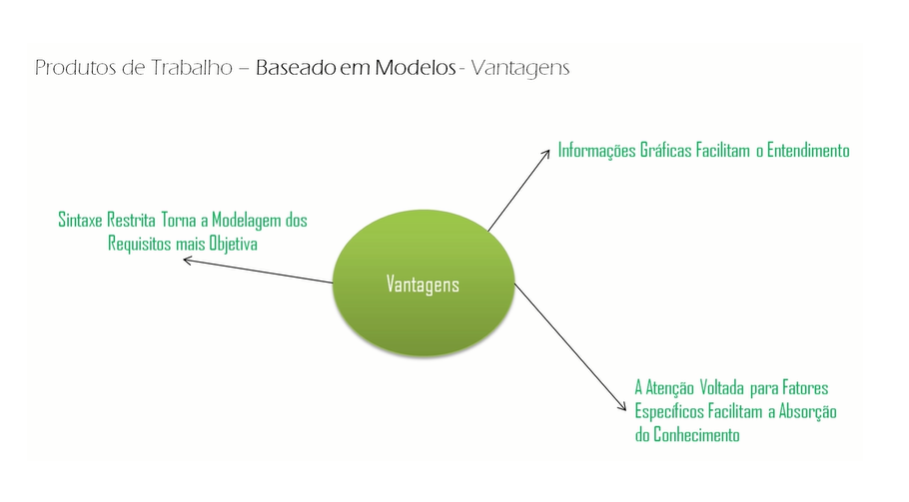 Produtos de Trabalho – Baseado em Modelos - Vantagens
Informações Gráficas Facilitam o Entendimento
Sintaxe Restrita Torna a Modelagem dos
Requisitos mais Objetiva
Vantagens
A Atenção Voltada para Fatores
Específicos Facilitam a Absorção
do Conhecimento